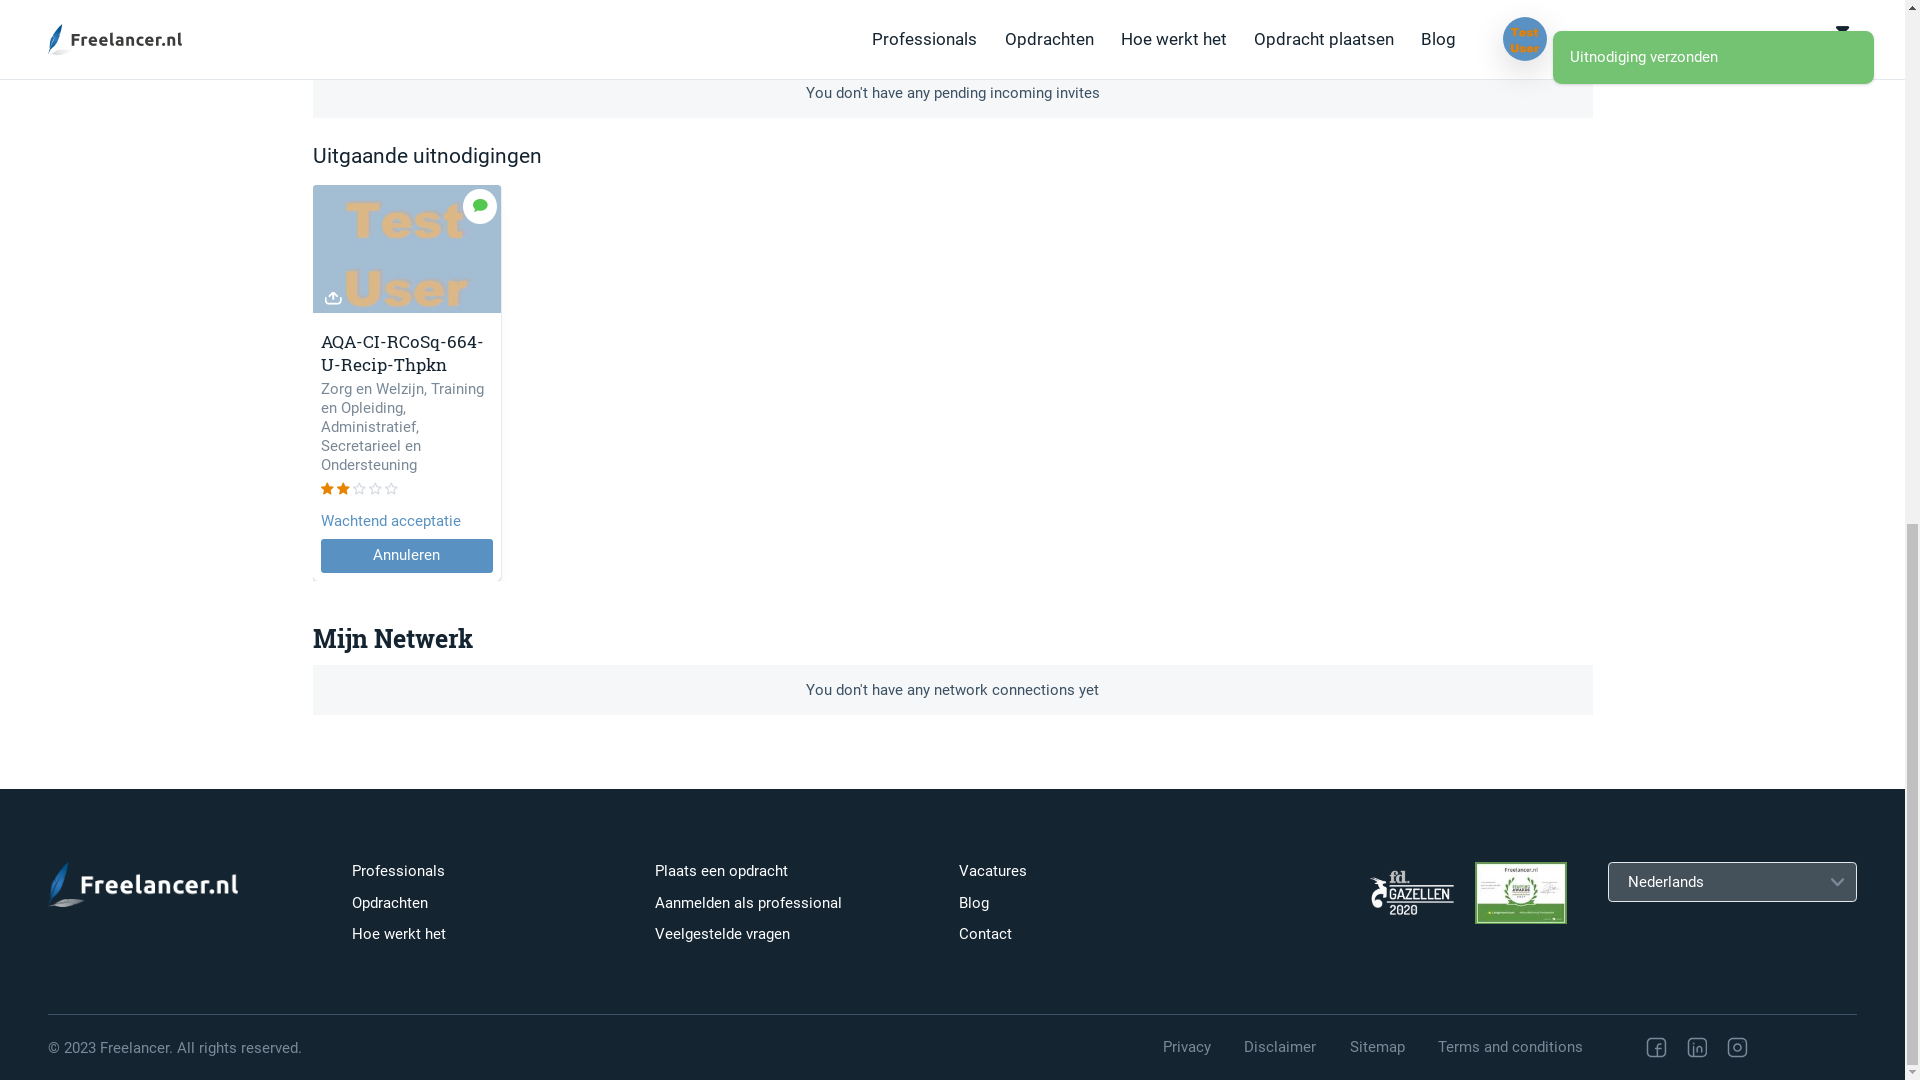 Freelancer.nl
Professionals Opdrachten Hoe werkt het Opdracht plaatsen Blog
Test
User
Uitnodiging verzonden
You don't have any pending incoming invites
Uitgaande uitnodigingen
Test
User
AQA-CI-RCoSq-664-
U-Recip-Thpkn
Zorg en Welzijn, Training
en Opleiding,
Administratief,
Secretarieel en
Ondersteuning
Wachtend acceptatie
Annuleren
Mijn Netwerk
You don't have any network connections yet
Freelancer.nl
Professionals
Opdrachten
Hoe werkt het
Plaats een opdracht
Aanmelden als professional
Veelgestelde vragen
Vacatures
Blog
Contact
fd.
GAZELLEN
2020
Freelancer.nl
Nederlands
© 2023 Freelancer. All rights reserved.
Privacy Disclaimer Sitemap Terms and conditions